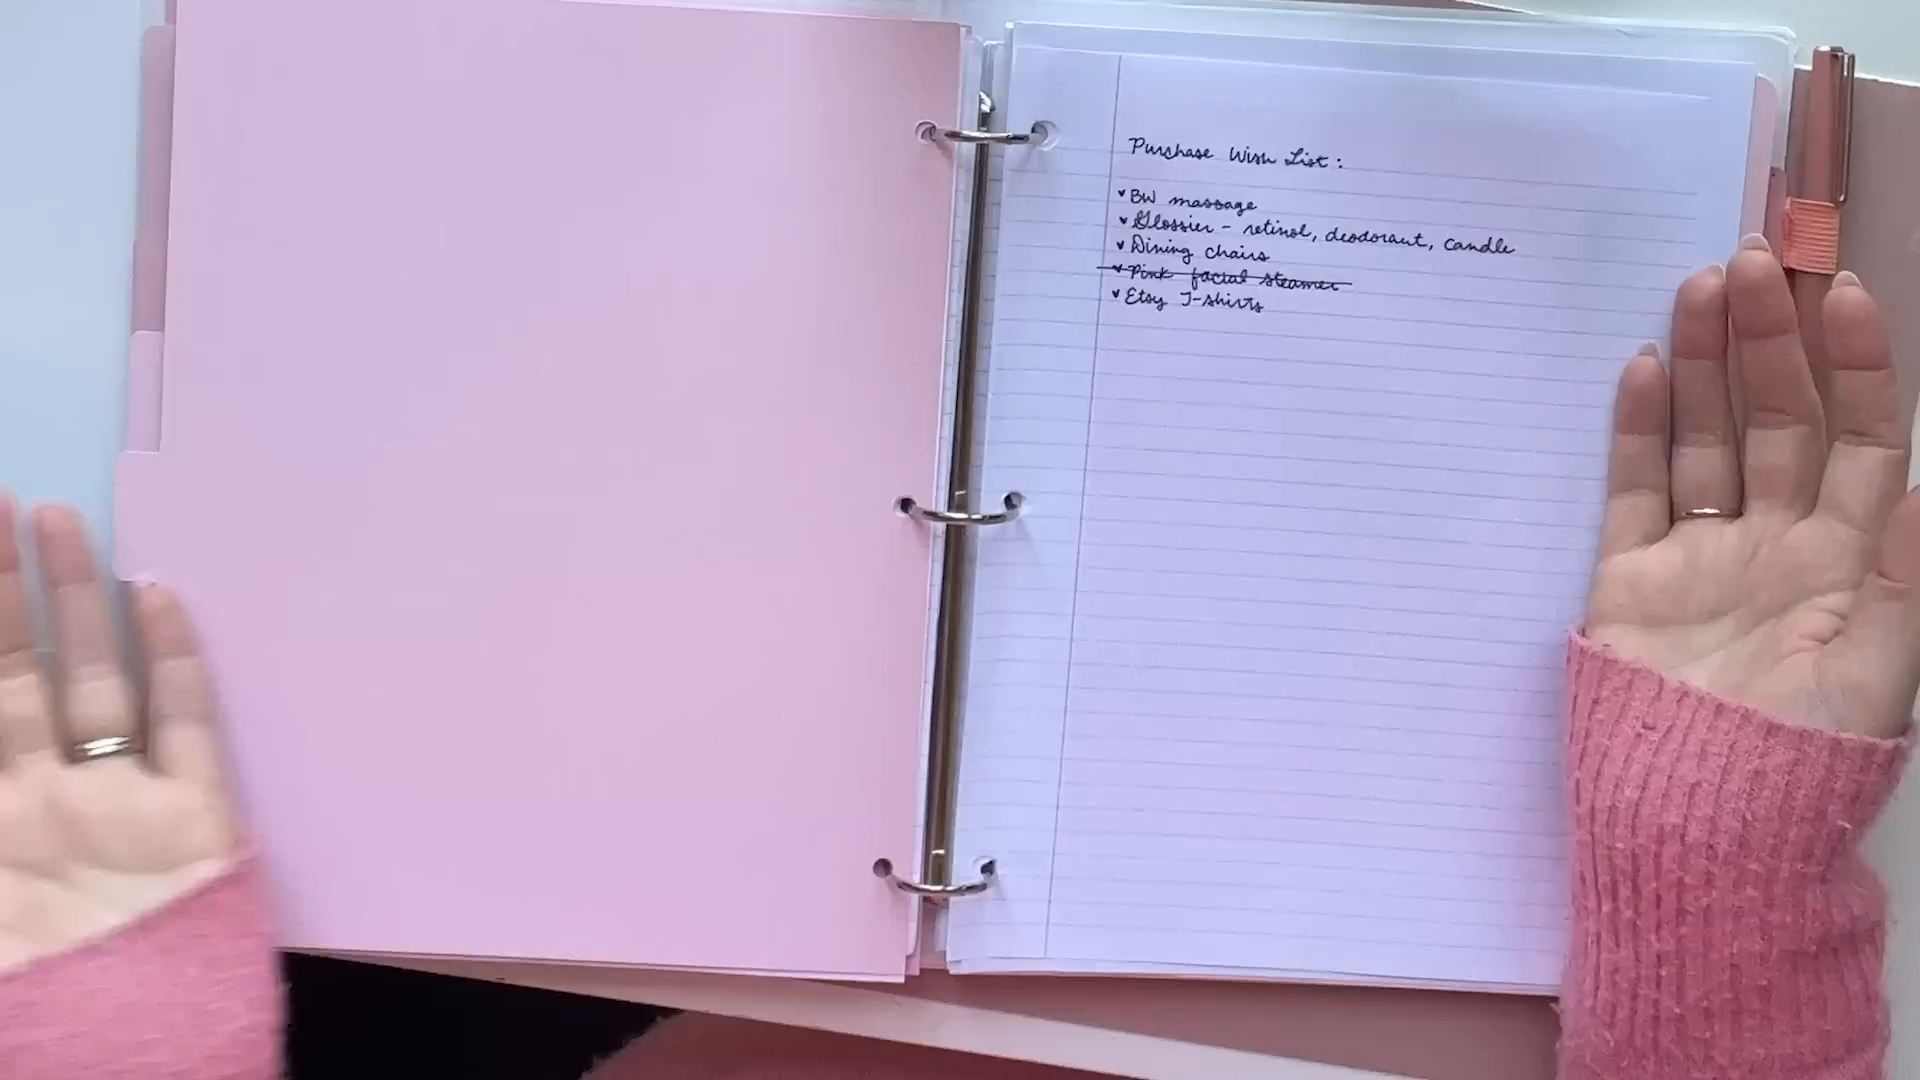 Purchase Wish List:
BW massage
Glossier - retinol, deodorant, candle
Dining chairs
Pink facial steamer
Etsy T-shirts